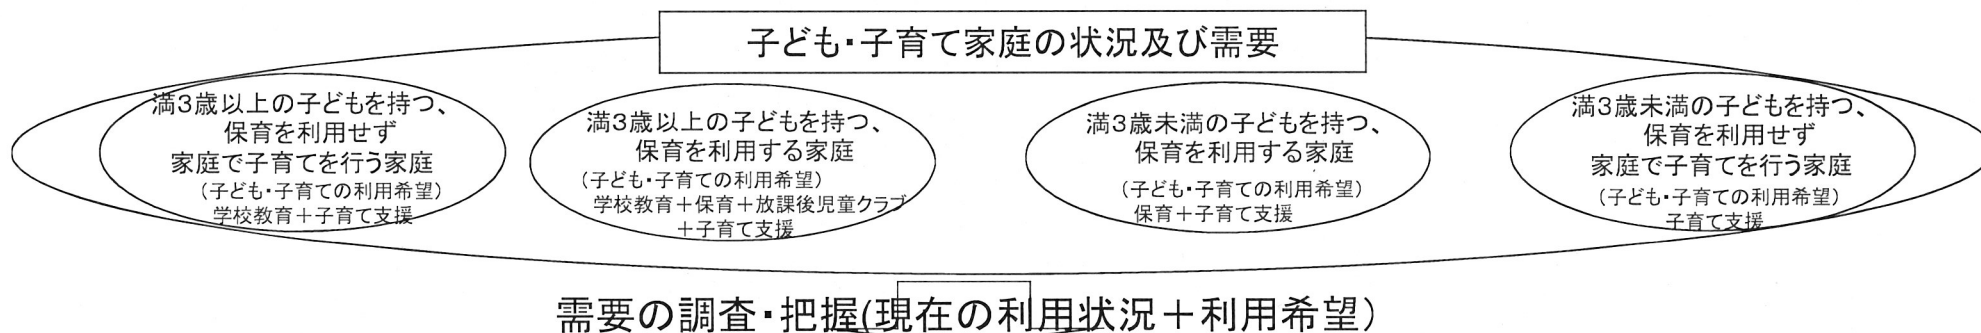 子ども・子育て家庭の状況及び需要
満3歳以上の子どもを持つ、
保育を利用せず
家庭で子育てを行う家庭
(子ども・子育ての利用希望)
学校教育＋子育て支援
満3歳以上の子どもを持つ、
保育を利用する家庭
(子ども・子育ての利用希望)
学校教育＋保育＋放課後児童クラブ
＋子育て支援
満3歳未満の子どもを持つ、
保育を利用する家庭
(子ども・子育ての利用希望)
保育＋子育て支援
満3歳未満の子どもを持つ、
保育を利用せず
家庭で子育てを行う家庭
(子ども・子育ての利用希望)
子育て支援
需要の調査・把握(現在の利用状況＋利用希望)